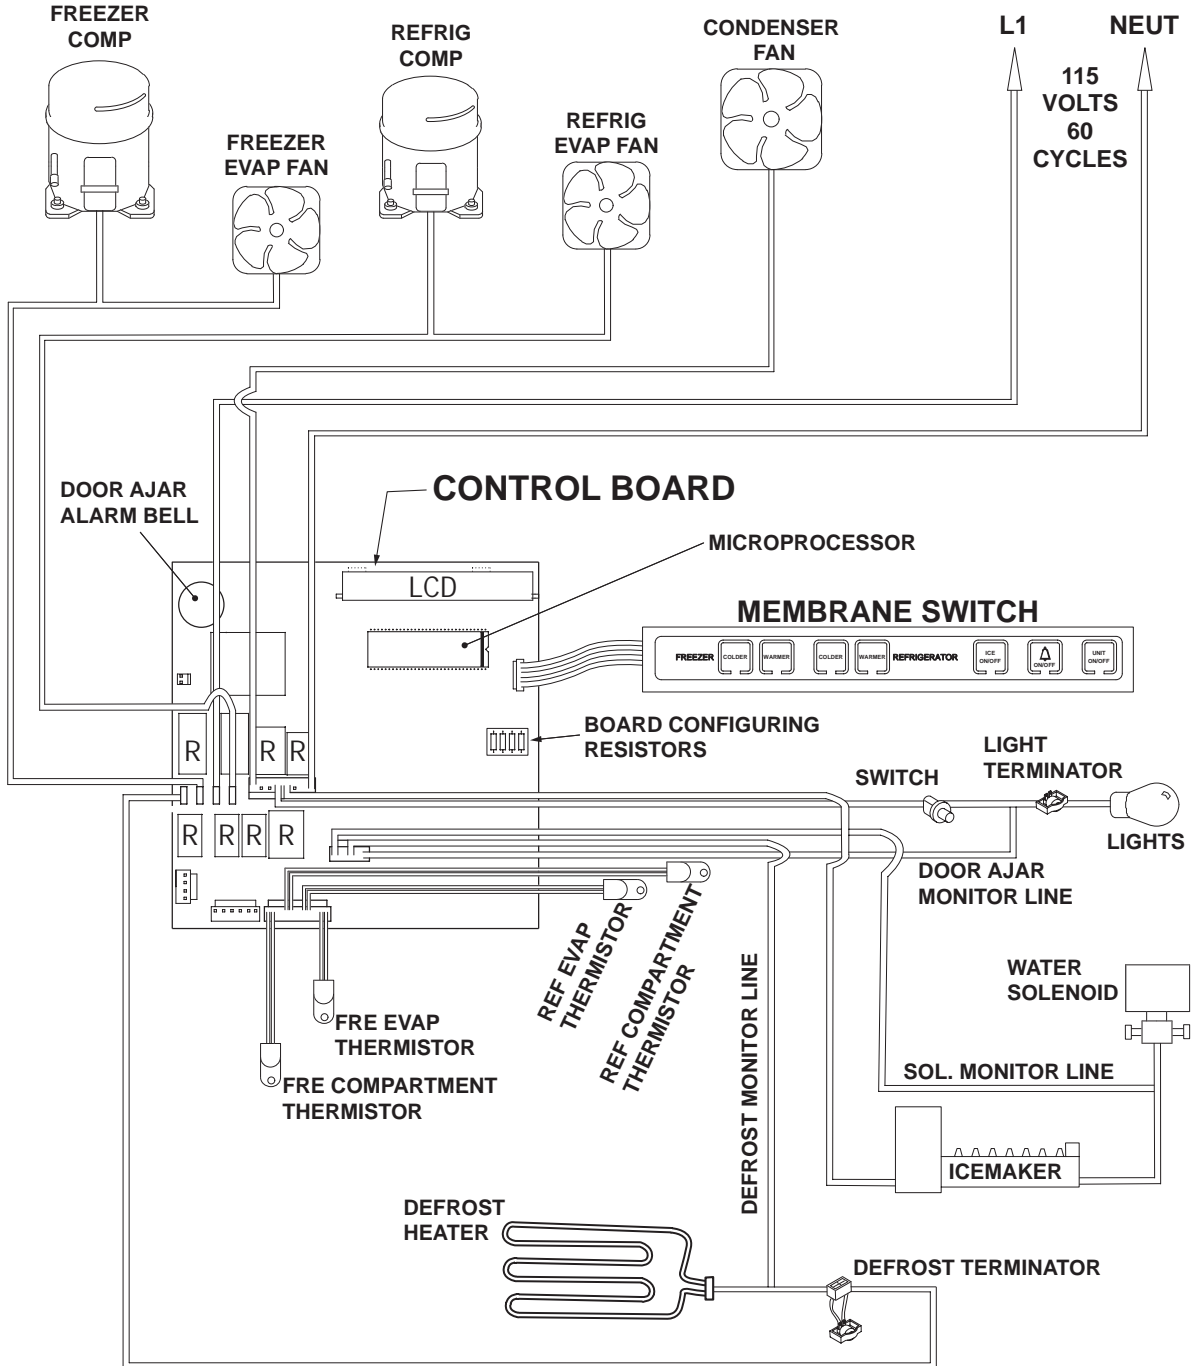 FREEZER
COMP
REFRIG
COMP
CONDENSER
FAN
L1
NEUT
115
VOLTS
60
CYCLES
FREEZER
EVAP FAN
REFRIG
EVAP FAN
DOOR AJAR
ALARM BELL
CONTROL BOARD
MICROPROCESSOR
LCD
MEMBRANE SWITCH
FREEZER
COLDER
WARMER
COLDER
WARMER
REFRIGERATOR
ICE
ON/OFF
ON/OFF
UNIT
ON/OFF
BOARD CONFIGURING
RESISTORS
R
R
R
SWITCH
LIGHT
TERMINATOR
LIGHTS
R
R
R
R
DOOR AJAR
MONITOR LINE
REF EVAP
THERMISTOR
REF COMPARTMENT
THERMISTOR
DEFROST MONITOR LINE
WATER
SOLENOID
FRE EVAP
THERMISTOR
FRE COMPARTMENT
THERMISTOR
SOL. MONITOR LINE
ICEMAKER
DEFROST
HEATER
DEFROST TERMINATOR